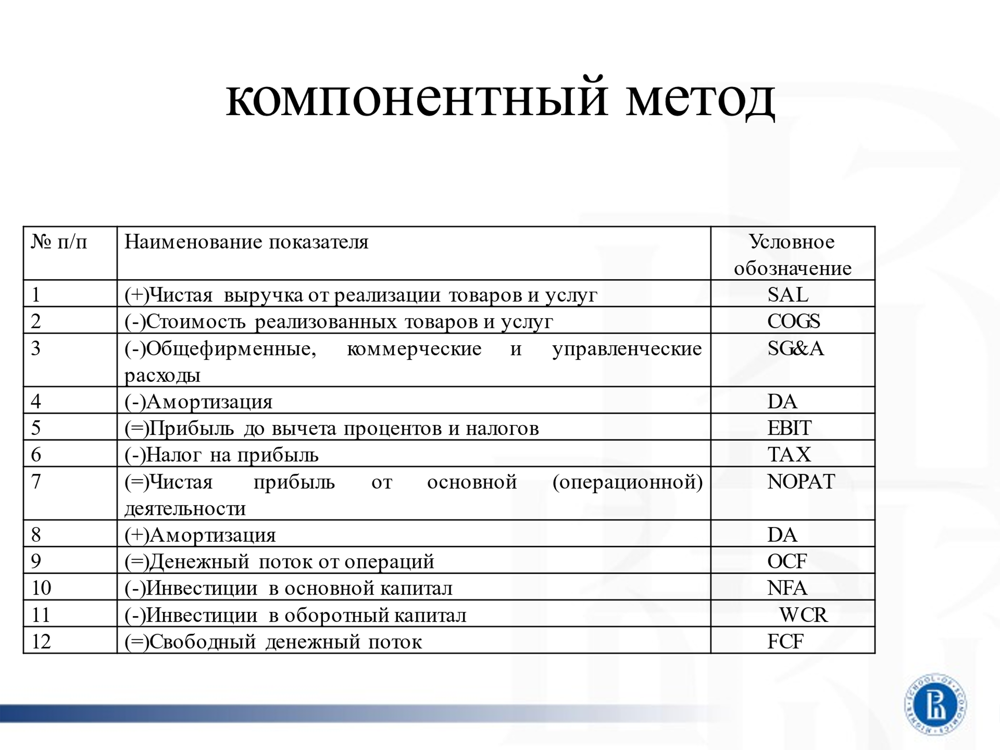 компонентный метод
№ п/п Наименование показателя Условное
обозначение
1 (+)Чистая выручка от реализации товаров и услуг SAL
2 (-)Стоимость реализованных товаров и услуг COGS
3 (-)Общефирменные, коммерческие и управленческие SG&A
расходы
4 (-)Амортизация DA
5 (=)Прибыль до вычета процентов и налогов EBIT
6 (-)Налог на прибыль TAX
7 (=)Чистая прибыль от основной (операционной) NOPAT
деятельности
8 (+)Амортизация DA
9 (=)Денежный поток от операций OCF
10 (-)Инвестиции в основной капитал NFA
11 (-)Инвестиции в оборотный капитал WCR
12 (=)Свободный денежный поток FCF
HIGHER · SCHOOL · OF · ECONOMICS